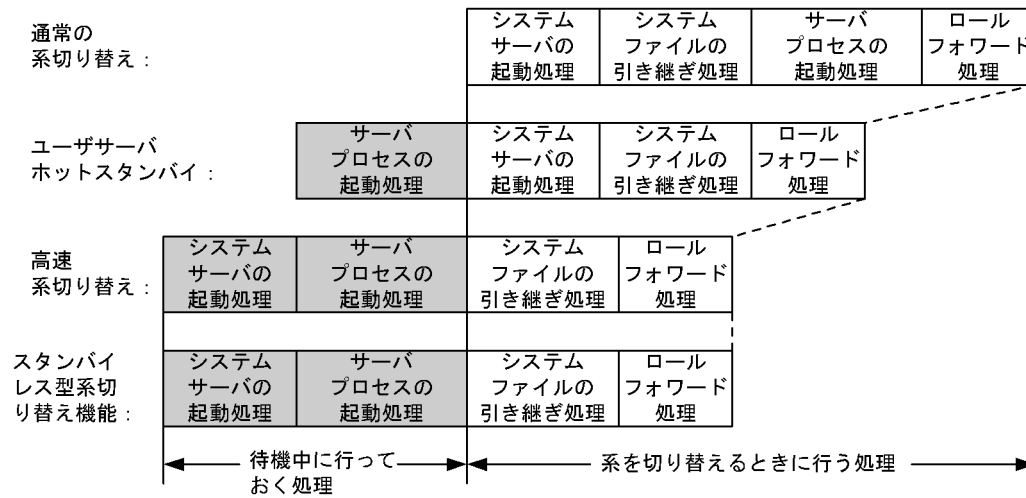 通常の
系切り替え：
システム
サーバの
起動処理
システム
ファイルの
引き継ぎ処理
サーバ
プロセスの
起動処理
ロール
フォワード
処理
ユーザサーバ
ホットスタンバイ：
サーバ
プロセスの
起動処理
システム
サーバの
起動処理
システム
ファイルの
引き継ぎ処理
ロール
フォワード
処理
高速
系切り替え：
システム
サーバの
起動処理
サーバ
プロセスの
起動処理
システム
ファイルの
引き継ぎ処理
ロール
フォワード
処理
スタンバイ
レス型系切
り替え機能：
システム
サーバの
起動処理
サーバ
プロセスの
起動処理
システム
ファイルの
引き継ぎ処理
ロール
フォワード
処理
待機中に行って
おく処理
系を切り替えるときに行う処理